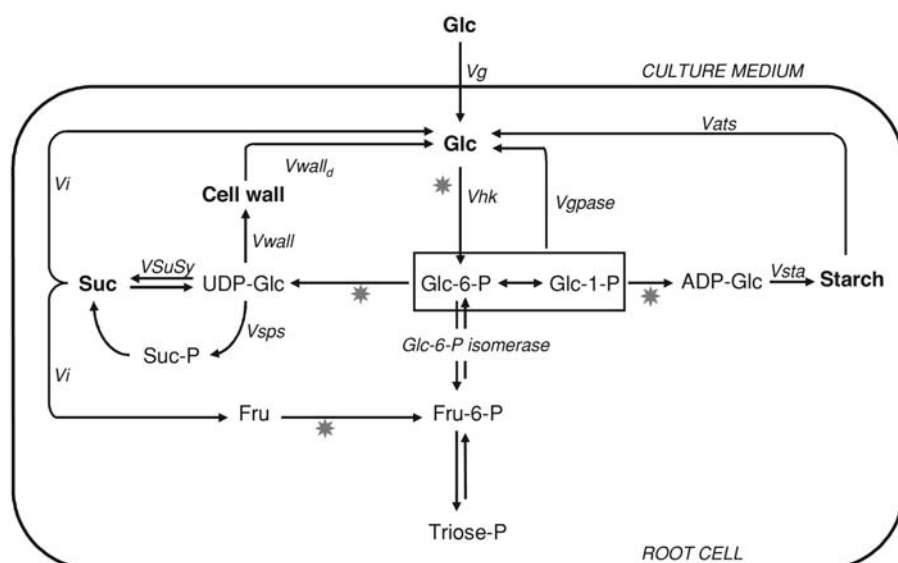 Glc
Vg
CULTURE MEDIUM
Glc
Vats
Vwall_d
Vi
Cell wall
Vhk
Vgpase
Vwall
VSuSy
Suc
UDP-Glc
Glc-6-P
Glc-1-P
ADP-Glc
Vsta
Starch
Vsps
Glc-6-P isomerase
Suc-P
Vi
Fru
Fru-6-P
Triose-P
ROOT CELL